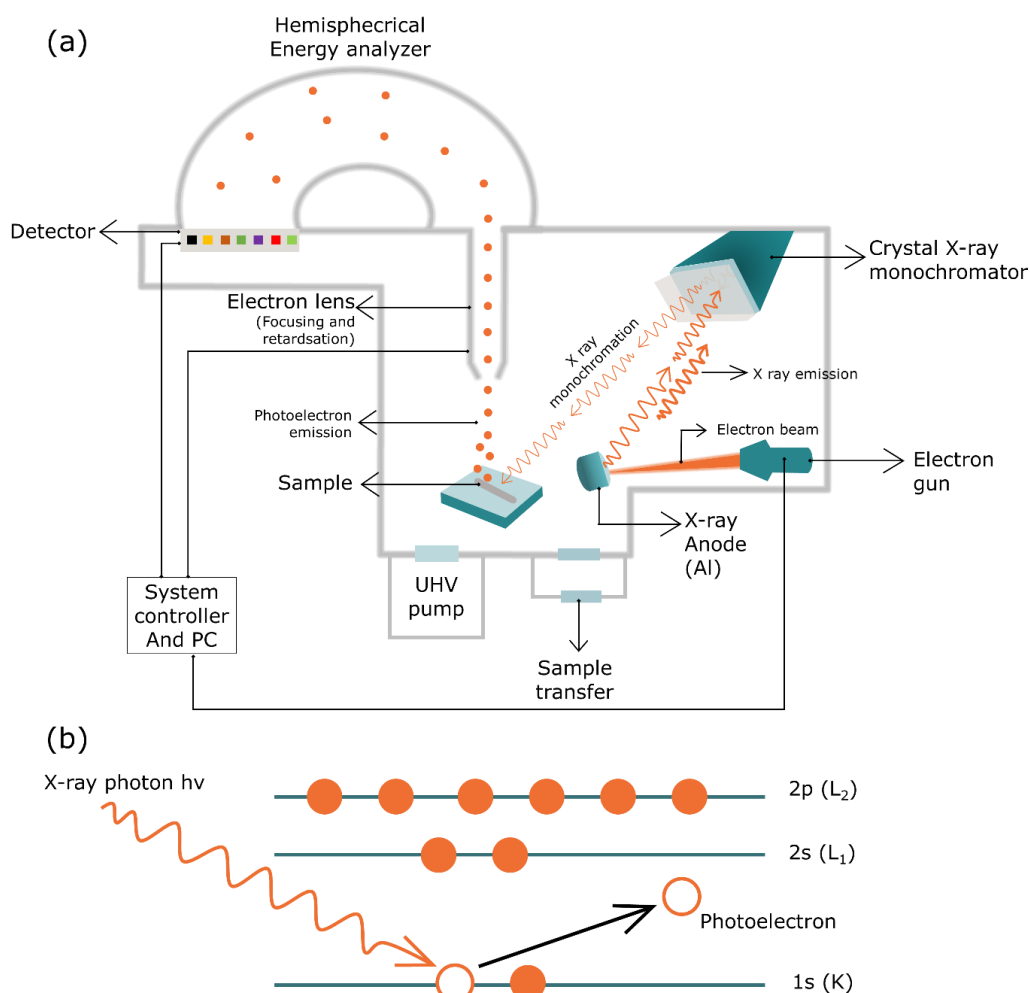 (a)
Hemisphecrical
Energy analyzer
Detector
Crystal X-ray
monochromator
Electron lens
(Focusing and
retardsation)
X ray
monochromation
X ray emission
Photoelectron
emission
Electron beam
Sample
Electron
gun
X-ray
Anode
(Al)
UHV
pump
System
controller
And PC
Sample
transfer
(b)
X-ray photon hv
2p (L₂)
2s (L₁)
Photoelectron
1s (K)